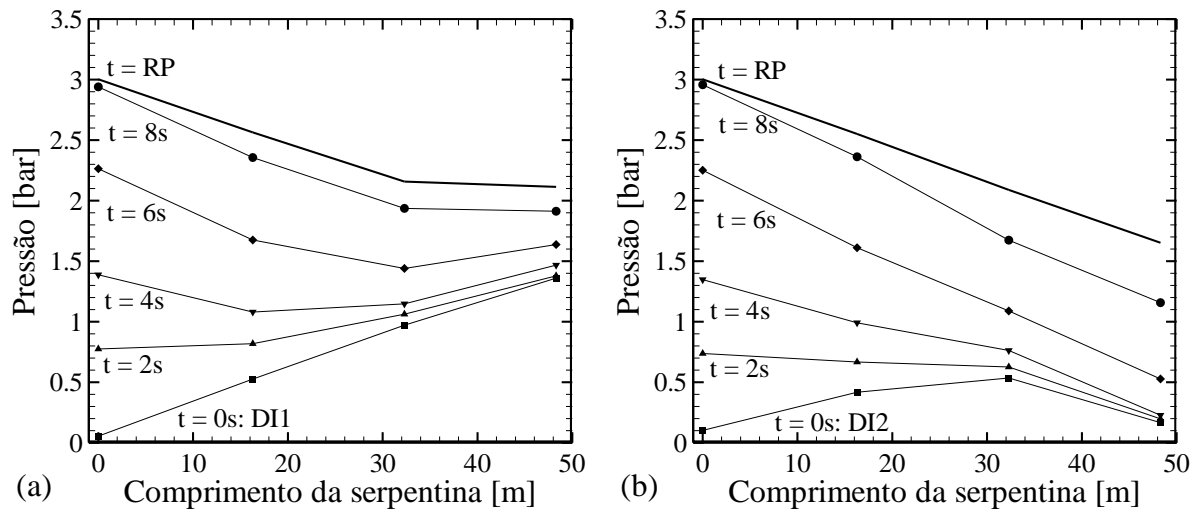 3.5
3
2.5
2
1.5
1
0.5
0
Pressão [bar]
t = RP
t = 8s
t = 6s
t = 4s
t = 2s
t = 0s: DI1
0 10 20 30 40 50
(a) Comprimento da serpentina [m]
3.5
3
2.5
2
1.5
1
0.5
0
Pressão [bar]
t = RP
t = 8s
t = 6s
t = 4s
t = 2s
t = 0s: DI2
0 10 20 30 40 50
(b) Comprimento da serpentina [m]